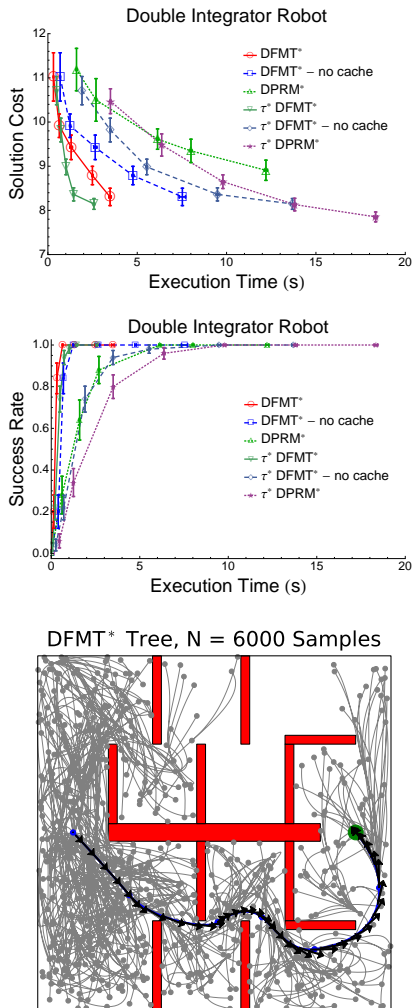 Double Integrator Robot
12
11
10
9
8
7
0
5
10
15
20
Solution Cost
Execution Time (s)
DFMT*
DFMT* – no cache
DPRM*
τ* DFMT*
τ* DFMT* – no cache
τ* DPRM*
Double Integrator Robot
1.0
0.8
0.6
0.4
0.2
0.0
0
5
10
15
20
Success Rate
Execution Time (s)
DFMT*
DFMT* – no cache
DPRM*
τ* DFMT*
τ* DFMT* – no cache
τ* DPRM*
DFMT* Tree, N = 6000 Samples